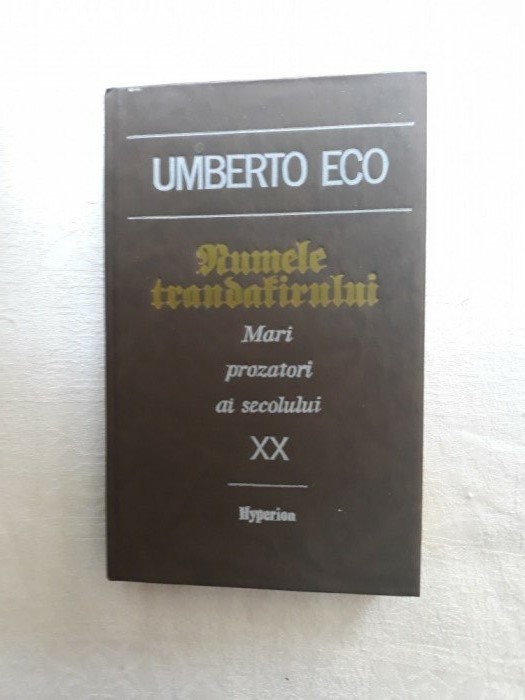 UMBERTO ECO
Numele
trandafirului
Mari
prozatori
ai secolului
XX
Hyperion